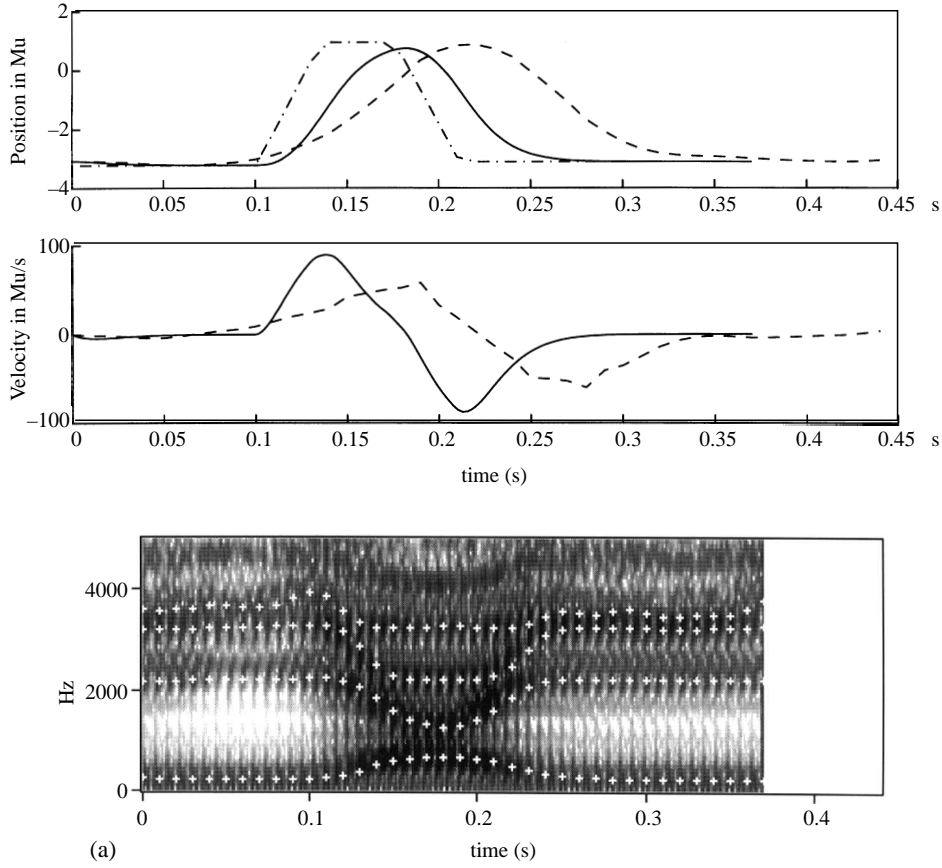 2
0
−2
−4
Position in Mu
0 0.05 0.1 0.15 0.2 0.25 0.3 0.35 0.4 0.45 s
100
0
−100
Velocity in Mu/s
0 0.05 0.1 0.15 0.2 0.25 0.3 0.35 0.4 0.45 s
time (s)
4000
2000
0
Hz
0 0.1 0.2 0.3 0.4
(a) time (s)